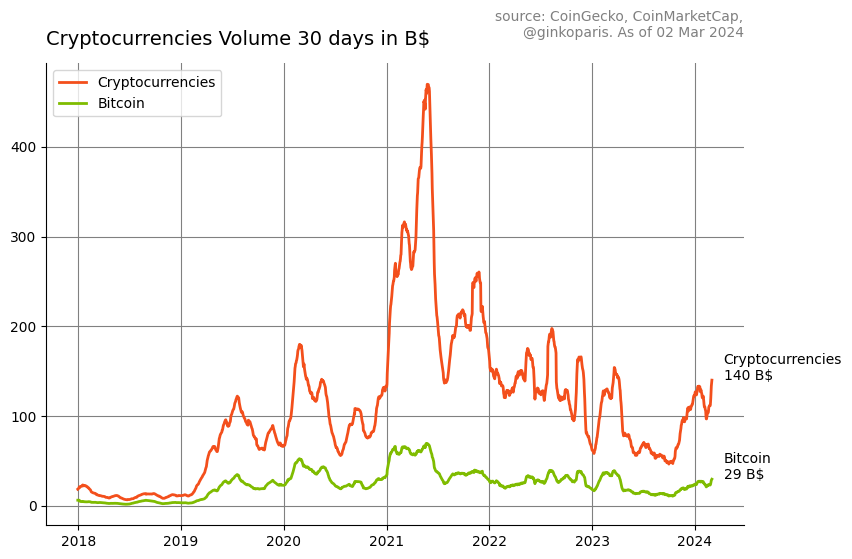 source: CoinGecko, CoinMarketCap,
@ginkoparis. As of 02 Mar 2024
Cryptocurrencies Volume 30 days in B$
Cryptocurrencies
Bitcoin
400
300
200
100
0
Cryptocurrencies
140 B$
Bitcoin
29 B$
2018 2019 2020 2021 2022 2023 2024